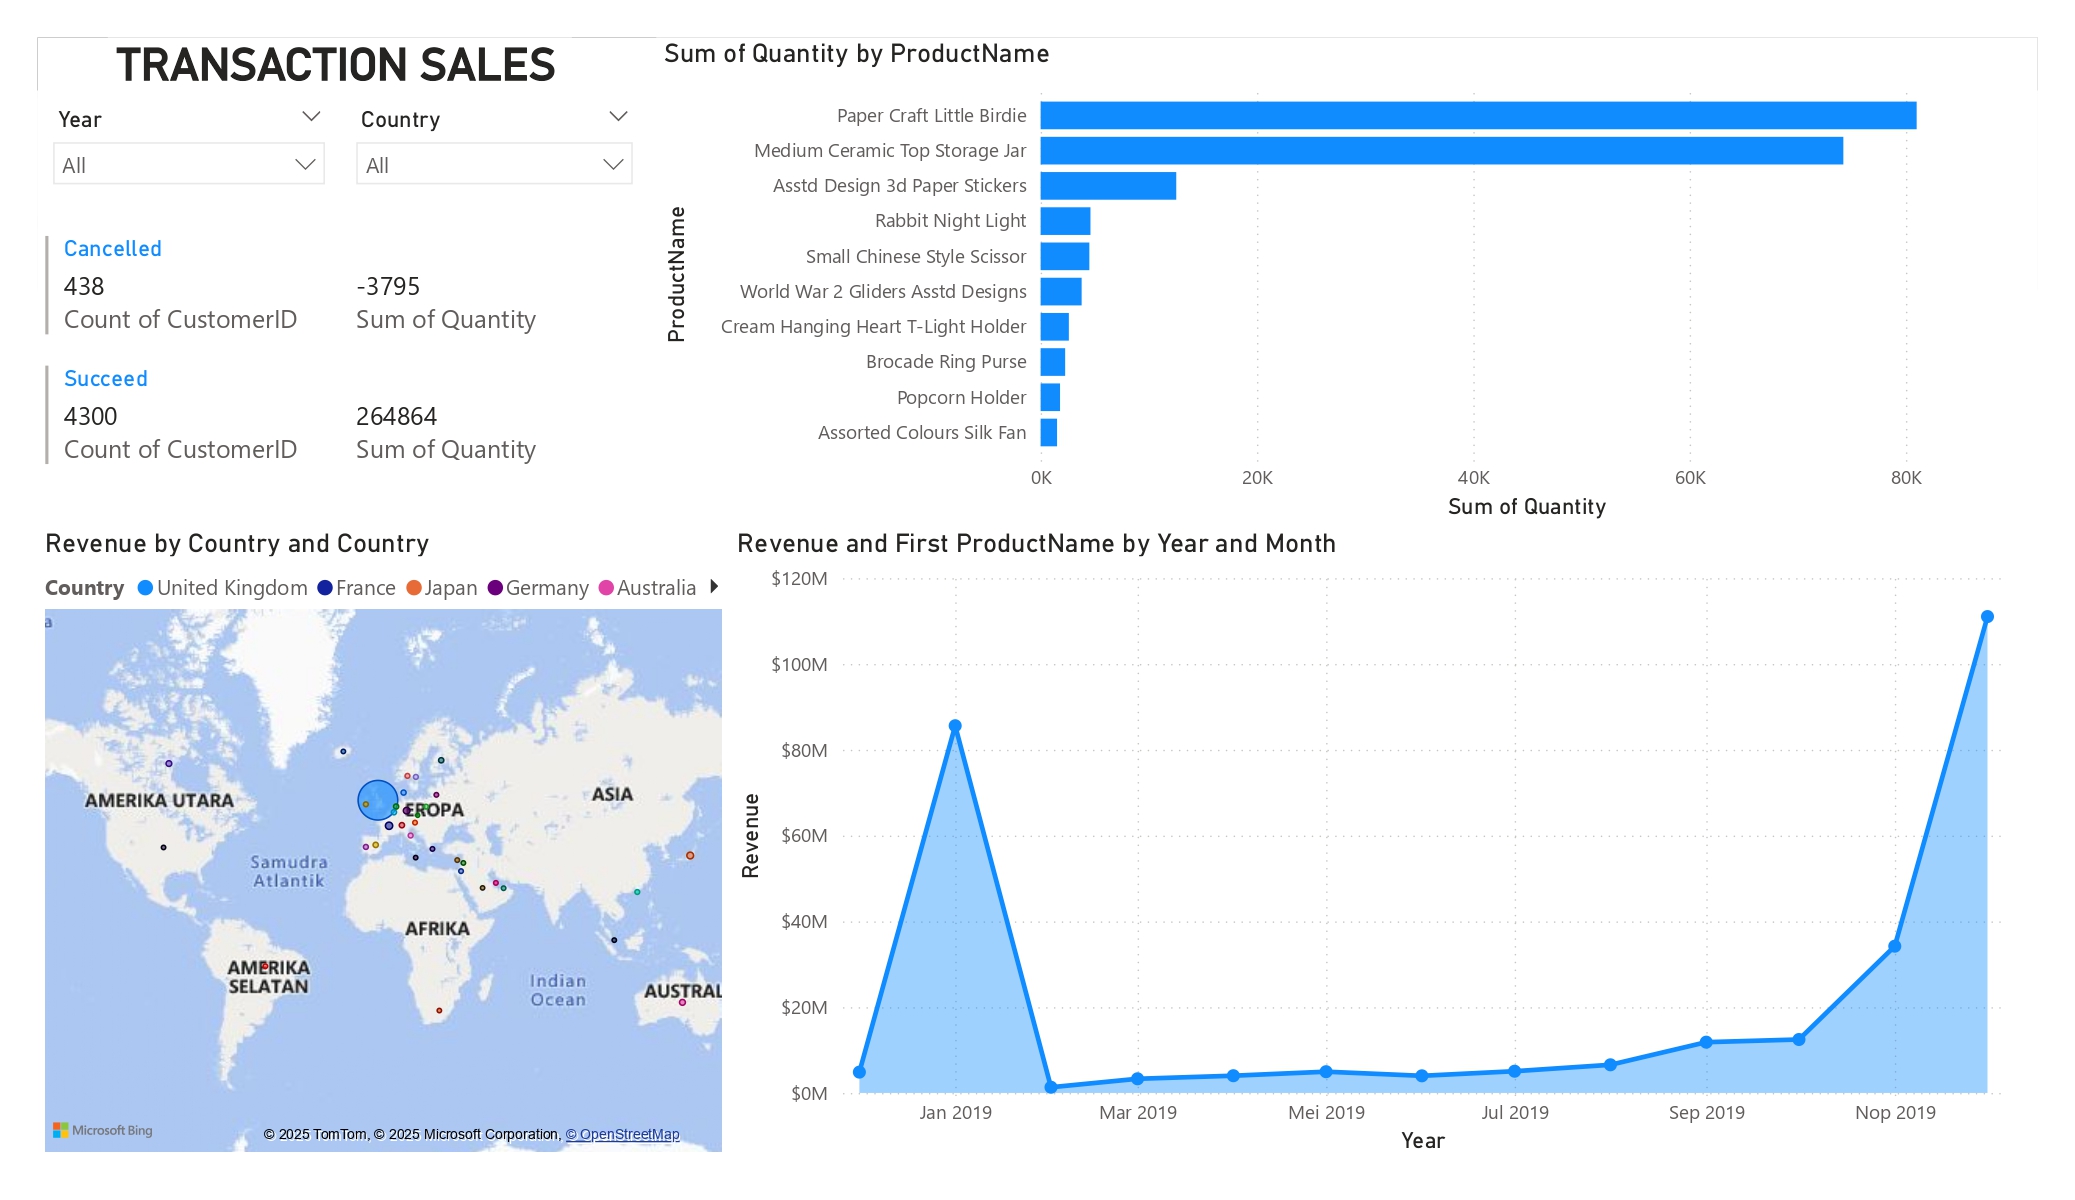 TRANSACTION SALES
Year
All
Country
All
Cancelled
438
Count of CustomerID
-3795
Sum of Quantity
Succeed
4300
Count of CustomerID
264864
Sum of Quantity
Sum of Quantity by ProductName
ProductName
Paper Craft Little Birdie
Medium Ceramic Top Storage Jar
Asstd Design 3d Paper Stickers
Rabbit Night Light
Small Chinese Style Scissor
World War 2 Gliders Asstd Designs
Cream Hanging Heart T-Light Holder
Brocade Ring Purse
Popcorn Holder
Assorted Colours Silk Fan
0K 20K 40K 60K 80K
Sum of Quantity
Revenue by Country and Country
Country United Kingdom France Japan Germany Australia
a
AMERIKA UTARA
EROPA
ASIA
Samudra
Atlantik
AFRIKA
AMERIKA
SELATAN
Indian
Ocean
AUSTRAL
Microsoft Bing
© 2025 TomTom, © 2025 Microsoft Corporation, © OpenStreetMap
Revenue and First ProductName by Year and Month
Revenue
$120M
$100M
$80M
$60M
$40M
$20M
$0M
Jan 2019 Mar 2019 Mei 2019 Jul 2019 Sep 2019 Nop 2019
Year